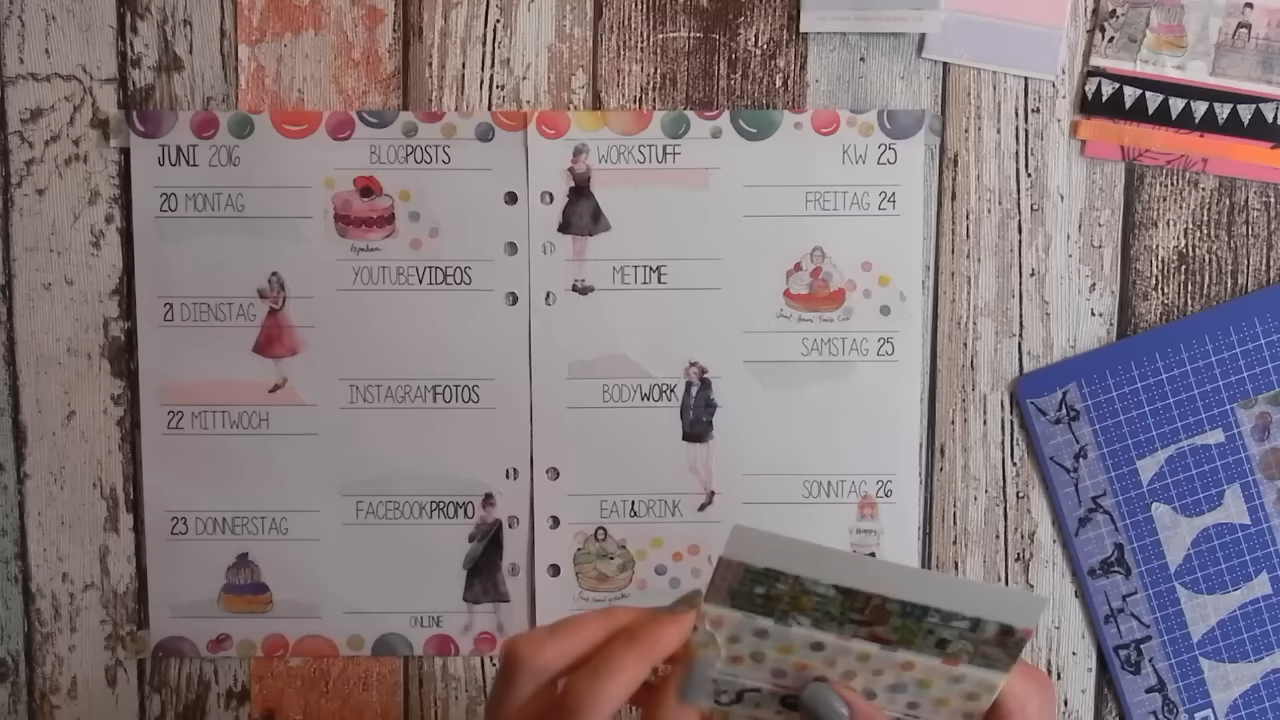 JUNI 2016
BLOGPOSTS
WORKSTUFF
KW 25
20 MONTAG
YOUTUBEVIDEOS
METIME
FREITAG 24
21 DIENSTAG
INSTAGRAMFOTOS
BODYWORK
SAMSTAG 25
22 MITTWOCH
FACEBOOKPROMO
EAT&DRINK
SONNTAG 26
Happy
23 DONNERSTAG
ONLINE